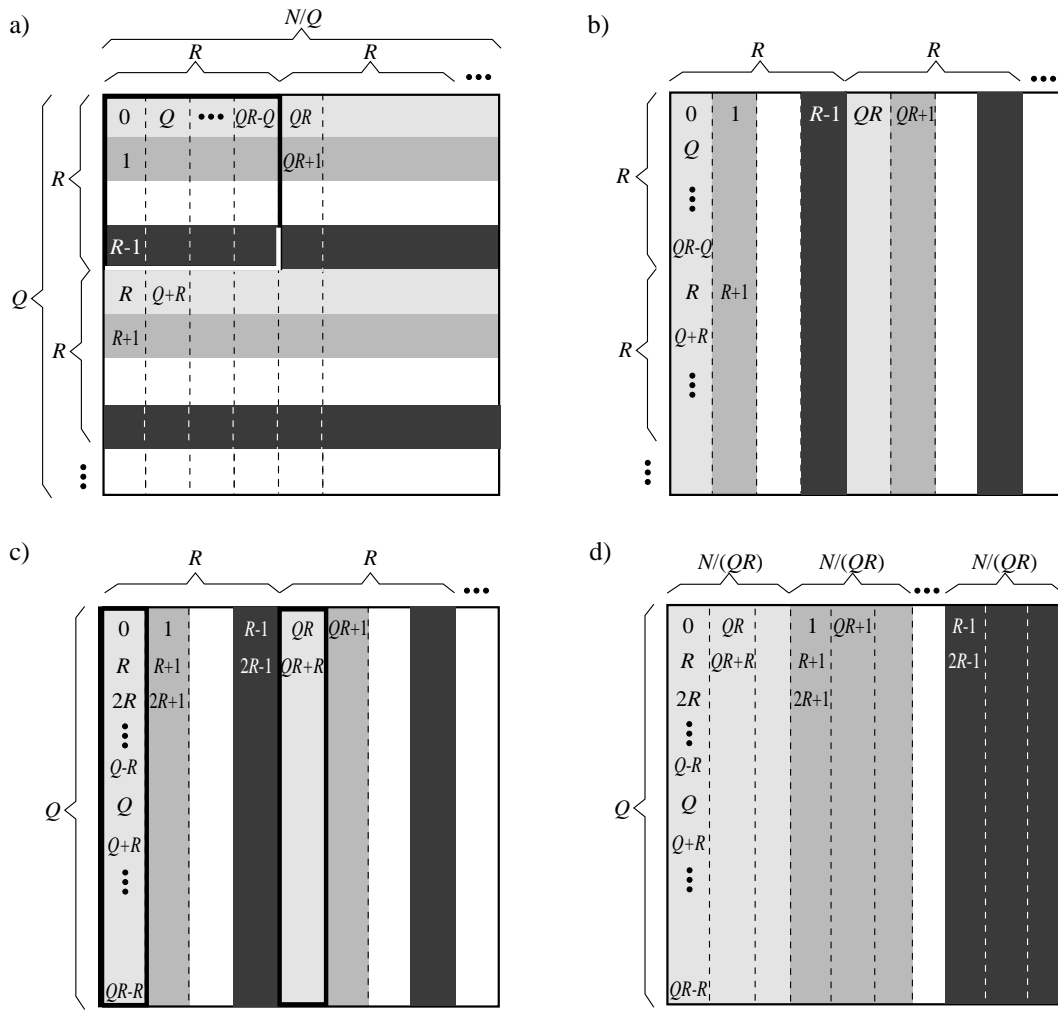 a)
N/Q
R R •••
0 Q ••• QR-Q QR
1 QR+1
R
R-1
Q
R Q+R
R+1
R
•••
b)
R R •••
0 1 R-1 QR QR+1
Q
R
•••
QR-Q
R R+1
Q+R
R
•••
•••
c)
R R •••
0 1 R-1 QR QR+1
R R+1 2R-1 QR+R
2R 2R+1
•••
Q-R
Q Q
Q+R
•••
QR-R
d)
N/(QR) N/(QR) ••• N/(QR)
0 QR 1 QR+1 R-1
R QR+R R+1 2R-1
2R 2R+1
•••
Q-R
Q Q
Q+R
•••
QR-R